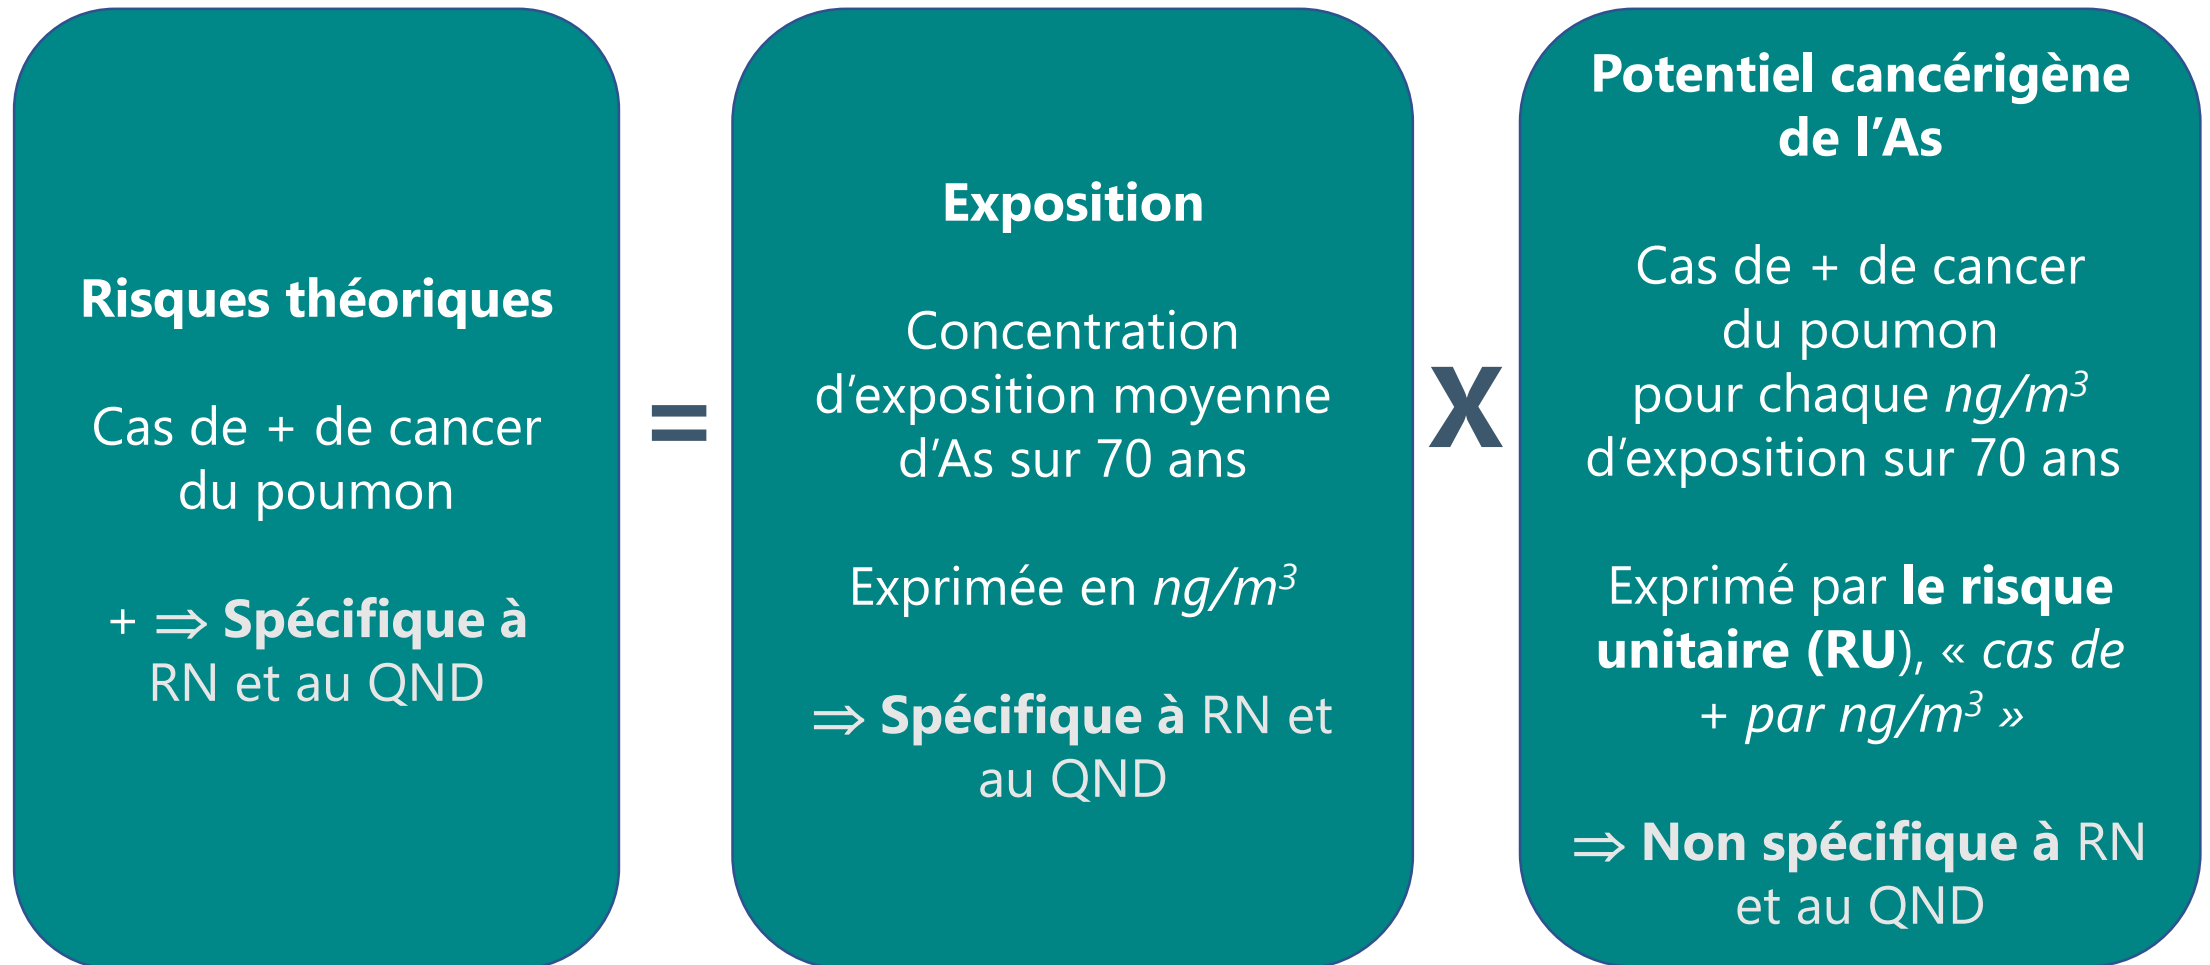 Risques théoriques
Cas de + de cancer
du poumon
+ ⇒ Spécifique à
RN et au QND
=
Exposition
Concentration
d’exposition moyenne
d’As sur 70 ans
Exprimée en ng/m³
⇒ Spécifique à RN et
au QND
X
Potentiel cancérigène
de l’As
Cas de + de cancer
du poumon
pour chaque ng/m³
d’exposition sur 70 ans
Exprimé par le risque
unitaire (RU), « cas de
+ par ng/m³ »
⇒ Non spécifique à RN
et au QND